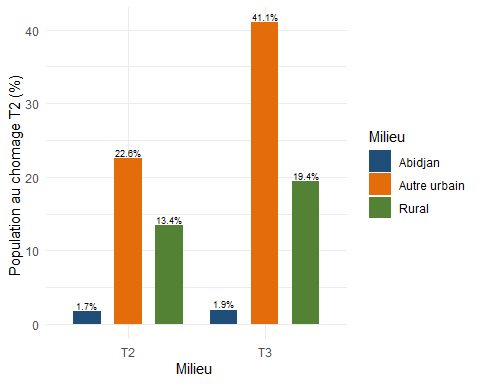 Population au chomage T2 (%)
40
30
20
10
0
1.7%
22.6%
13.4%
1.9%
41.1%
19.4%
T2
T3
Milieu
Milieu
Abidjan
Autre urbain
Rural